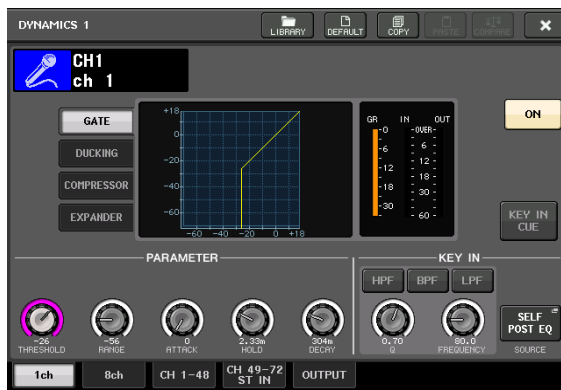 DYNAMICS 1
LIBRARY DEFAULT COPY PASTE COMPARE
CH1
ch 1
GATE
DUCKING
COMPRESSOR
EXPANDER
+18
0
-20
-40
-60
-60 -40 -20 0 +18
GR IN OUT
-0 -OVER-
-6 - 6 -
-12 - 12 -
-18 - 18 -
-30 - 30 -
- 60 -
ON
KEY IN
CUE
PARAMETER
-26 -56 0 2.33m 304m
THRESHOLD RANGE ATTACK HOLD DECAY
KEY IN
HPF BPF LPF
0.70 80.0
Q FREQUENCY
SELF
POST EQ
SOURCE
1ch 8ch CH 1-48 CH 49-72
ST IN OUTPUT